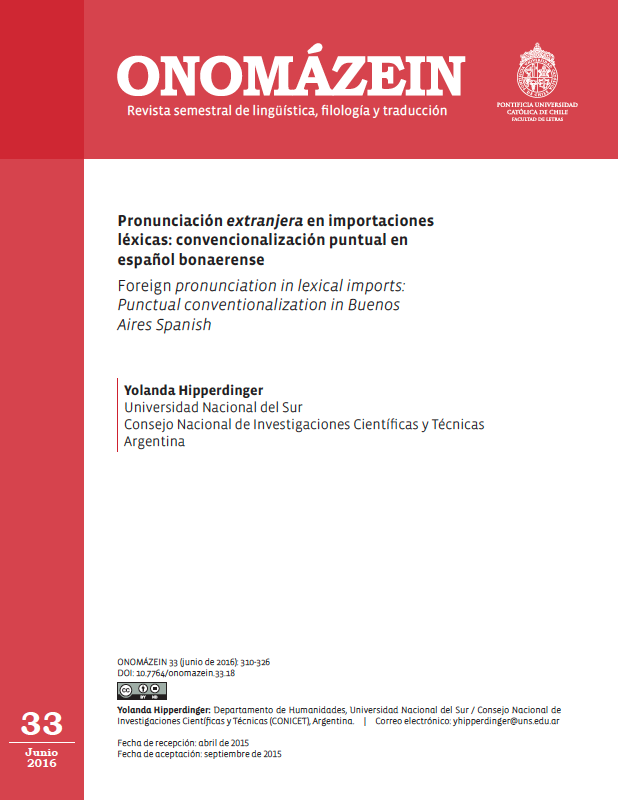 ONOMÁZEIN
Revista semestral de lingüística, filología y traducción
PONTIFICIA UNIVERSIDAD
CATÓLICA DE CHILE
FACULTAD DE LETRAS
Pronunciación extranjera en importaciones
léxicas: convencionalización puntual en
español bonaerense
Foreign pronunciation in lexical imports:
Punctual conventionalization in Buenos
Aires Spanish
Yolanda Hipperdinger
Universidad Nacional del Sur
Consejo Nacional de Investigaciones Científicas y Técnicas
Argentina
ONOMÁZEIN 33 (junio de 2016): 310-326
DOI: 10.7764/onomazein.33.18
cc BY ND
Yolanda Hipperdinger: Departamento de Humanidades, Universidad Nacional del Sur / Consejo Nacional de
Investigaciones Científicas y Técnicas (CONICET), Argentina. | Correo electrónico: yhipperdinger@uns.edu.ar
Fecha de recepción: abril de 2015
Fecha de aceptación: septiembre de 2015
33
Junio
2016